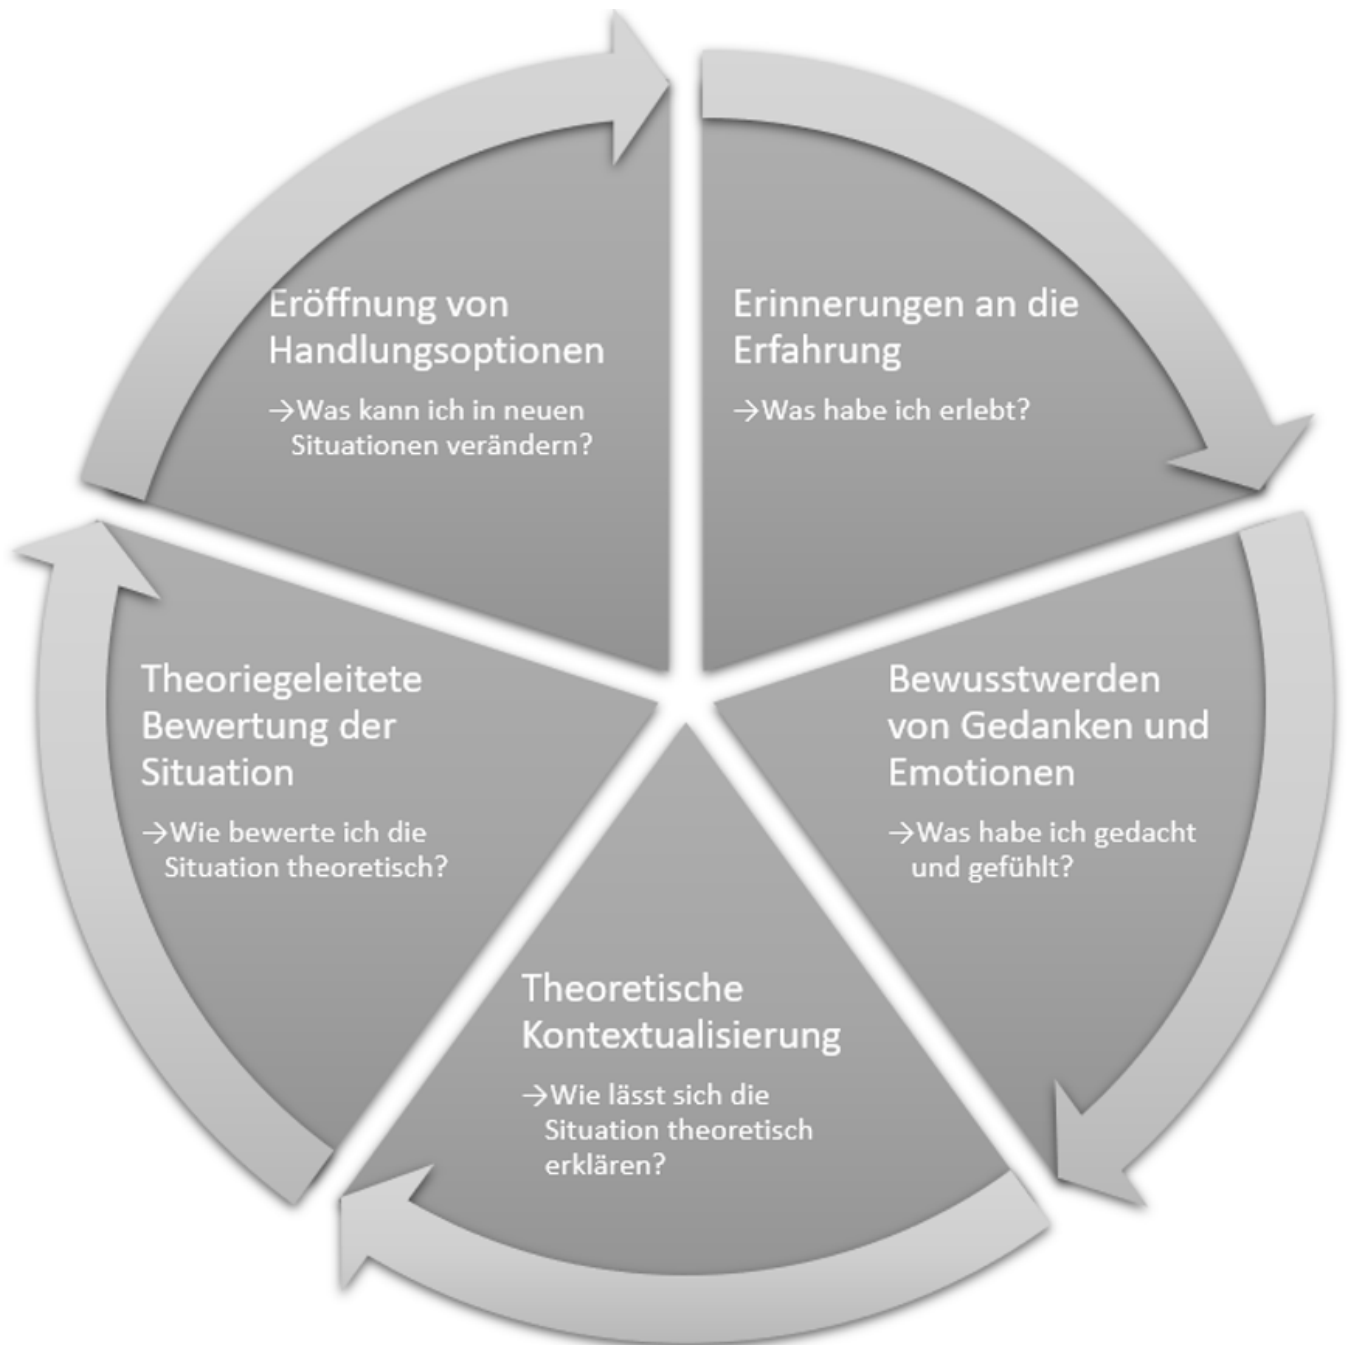 Erinnerungen an die
Erfahrung
→Was habe ich erlebt?
Bewusstwerden
von Gedanken und
Emotionen
→Was habe ich gedacht
und gefühlt?
Theoretische
Kontextualisierung
→Wie lässt sich die
Situation theoretisch
erklären?
Theoriegeleitete
Bewertung der
Situation
→Wie bewerte ich die
Situation theoretisch?
Eröffnung von
Handlungsoptionen
→Was kann ich in neuen
Situationen verändern?